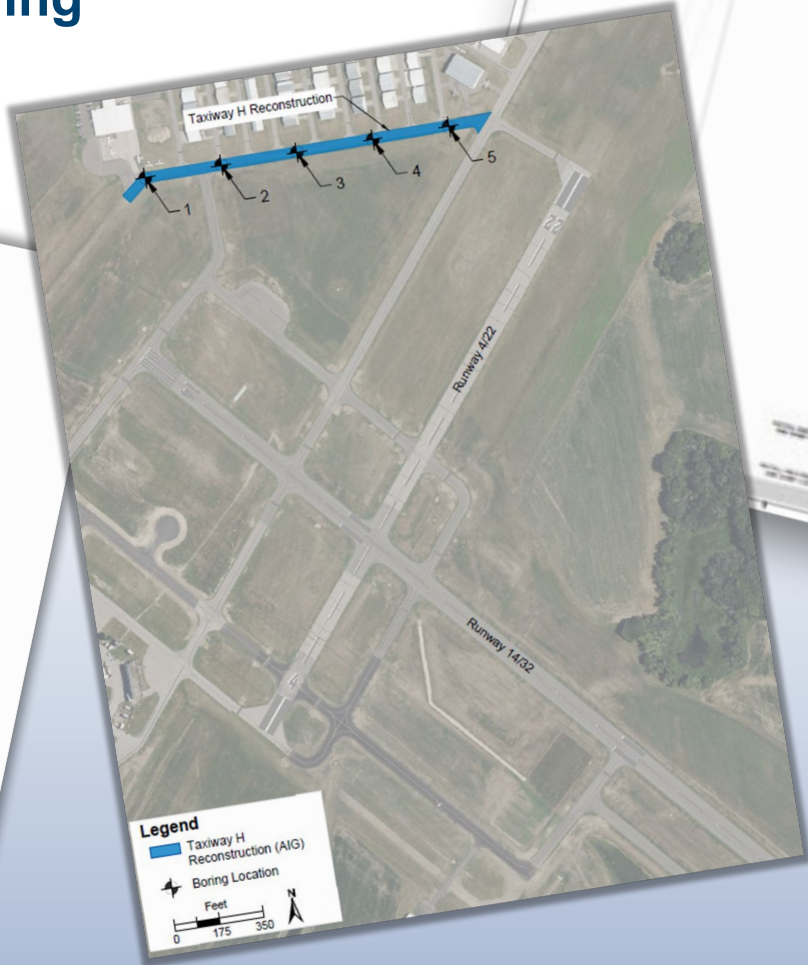 ing
Taxiway H Reconstruction
1
2
3
4
5
22
Runway 4/22
Runway 14/32
4
Legend
Taxiway H
Reconstruction (AIG)
Boring Location
Feet
N
0 175 350